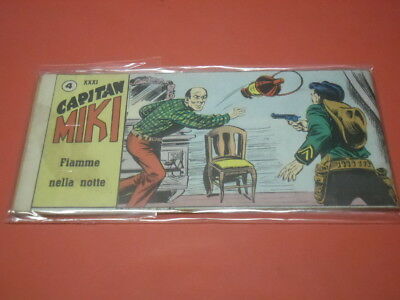 4
XXXI
CAPITAN
MIKI
Fiamme
nella notte